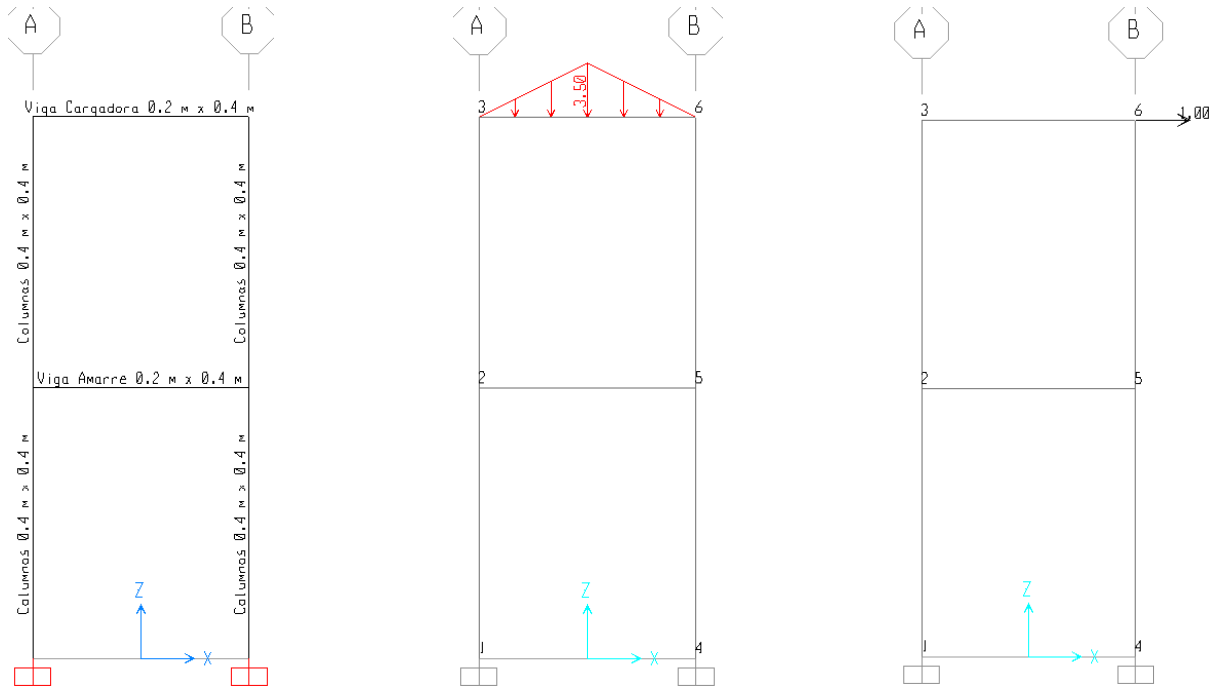 A
B
Viga Cargadora 0.2 m x 0.4 m
Columnas 0.4 m x 0.4 m
Columnas 0.4 m x 0.4 m
Viga Amarre 0.2 m x 0.4 m
Columnas 0.4 m x 0.4 m
Columnas 0.4 m x 0.4 m
Z
X
A
B
3.50
3
6
2
5
Z
X
1
4
A
B
3
6
1.00
2
5
Z
X
1
4